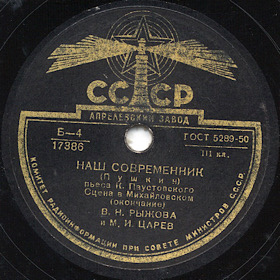 СССР
АПРЕЛЕВСКИЙ ЗАВОД
Б—4
17386
ГОСТ 5289-50
III кл.
НАШ СОВРЕМЕННИК
(Пушкин)
пьеса К. Паустовского
Сцена в Михайловском
(окончание)
В. Н. РЫЖОВА
и М. И. ЦАРЕВ
КОМИТЕТ РАДИОИНФОРМАЦИИ ПРИ СОВЕТЕ МИНИСТРОВ С.С.С.Р.